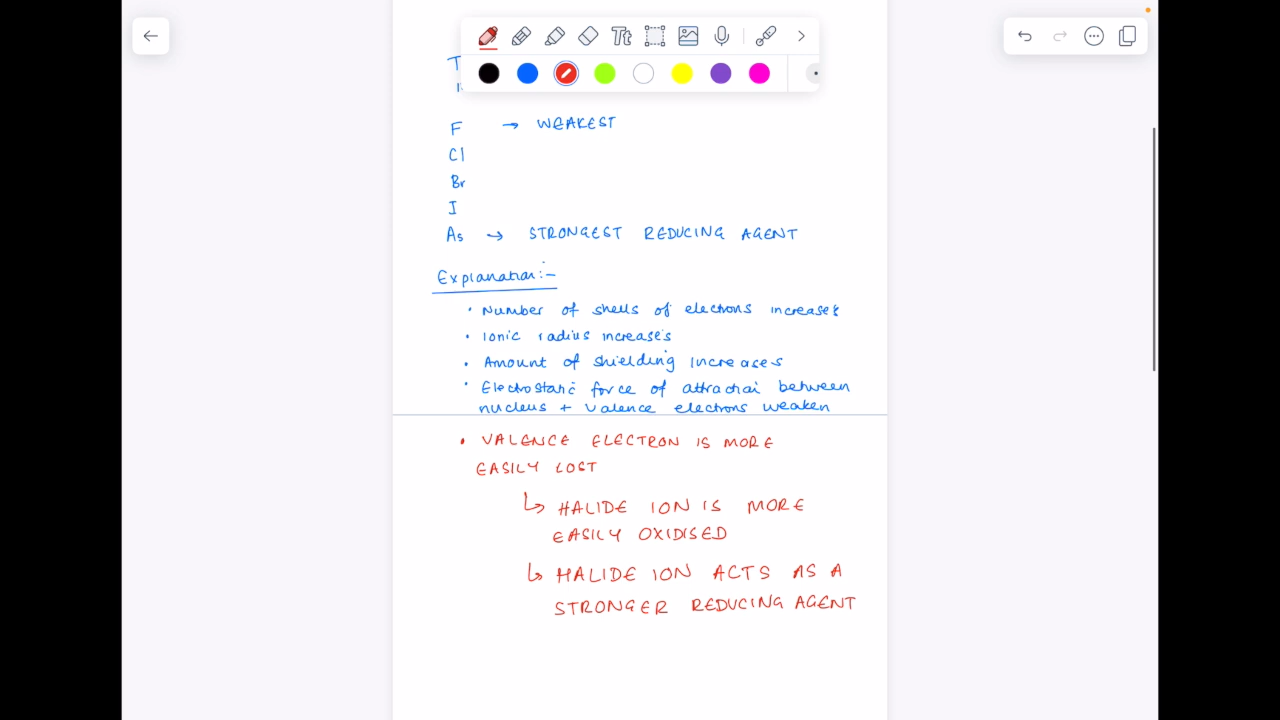 Tt
F → WEAKEST
Cl
Br
I
As → STRONGEST REDUCING AGENT
Explanation:-
• Number of shells of electrons increases
• Ionic radius increases
• Amount of shielding increases
• Electrostatic force of attraction between
nucleus + valence electrons weaken
• VALENCE ELECTRON IS MORE
EASILY LOST
↳ HALIDE ION IS MORE
EASILY OXIDISED
↳ HALIDE ION ACTS AS A
STRONGER REDUCING AGENT